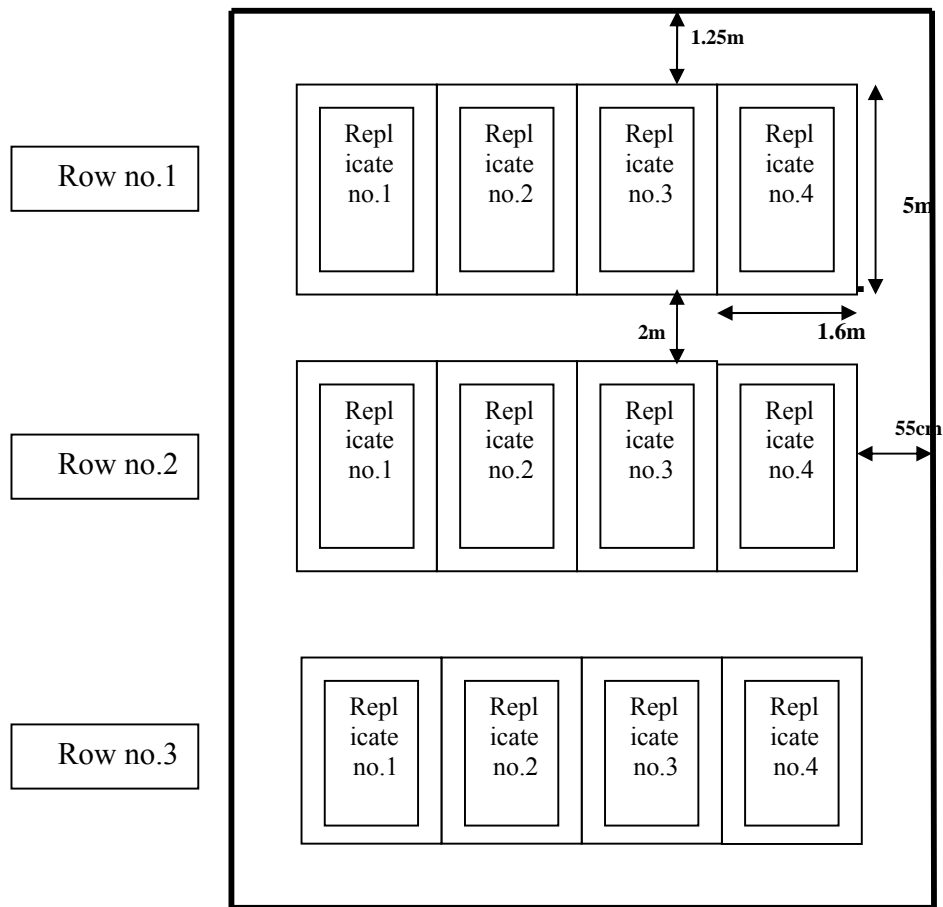 1.25m
Row no.1
Repl
icate
no.1
Repl
icate
no.2
Repl
icate
no.3
Repl
icate
no.4
5m
2m
1.6m
Row no.2
Repl
icate
no.1
Repl
icate
no.2
Repl
icate
no.3
Repl
icate
no.4
55cm
Row no.3
Repl
icate
no.1
Repl
icate
no.2
Repl
icate
no.3
Repl
icate
no.4